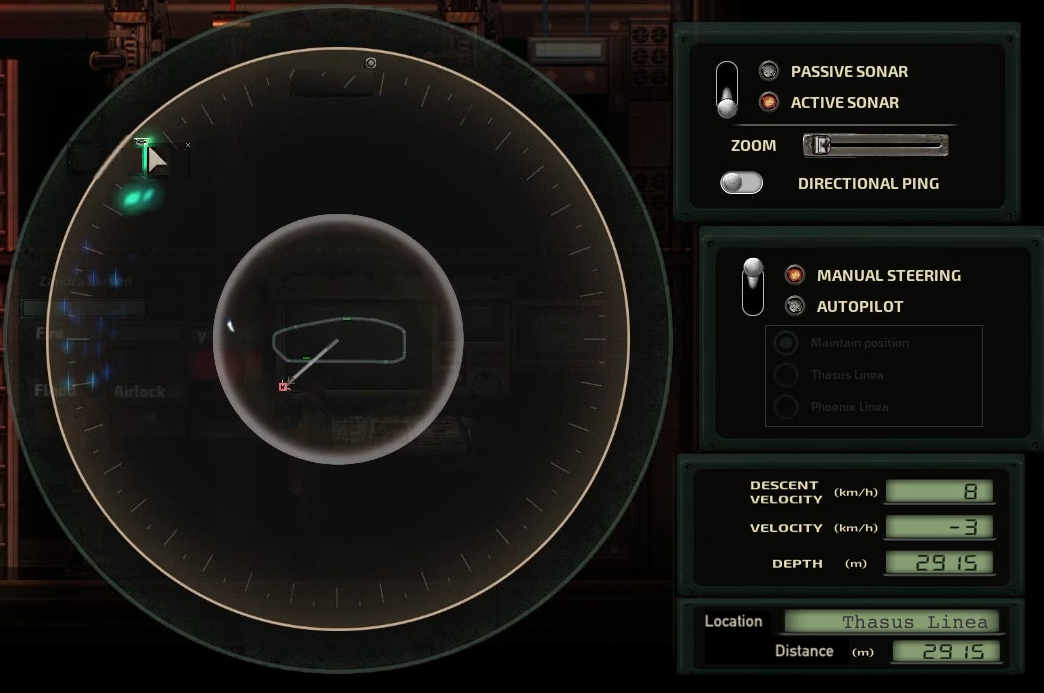 PASSIVE SONAR
ACTIVE SONAR
ZOOM
DIRECTIONAL PING
MANUAL STEERING
AUTOPILOT
Maintain position
Thasus Linea
Phoenix Linea
DESCENT VELOCITY (km/h) 8
VELOCITY (km/h) -3
DEPTH (m) 2915
Location Thasus Linea
Distance (m) 2915
Airlock